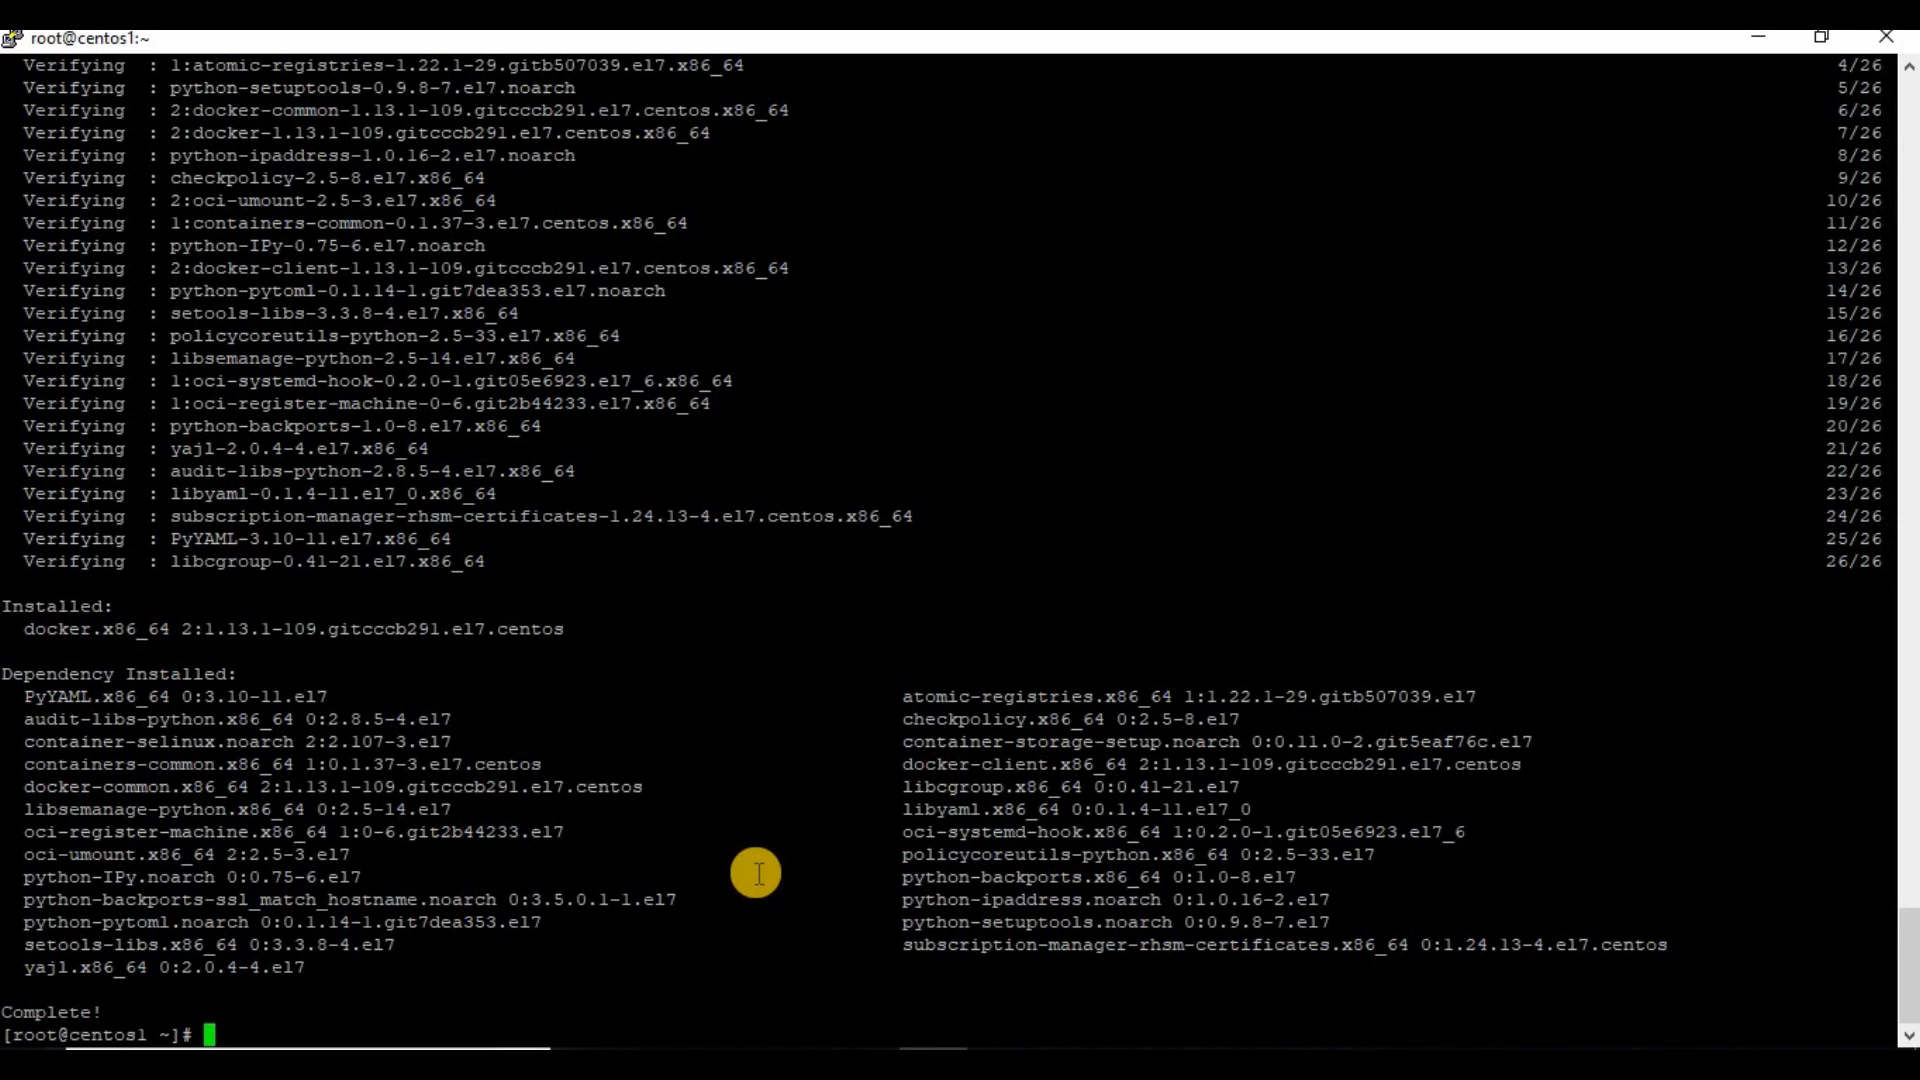 root@centos1:~
Verifying : 1:atomic-registries-1.22.1-29.gitb507039.el7.x86_64 4/26
Verifying : python-setuptools-0.9.8-7.el7.noarch 5/26
Verifying : 2:docker-common-1.13.1-109.gitcccb291.el7.centos.x86_64 6/26
Verifying : 2:docker-1.13.1-109.gitcccb291.el7.centos.x86_64 7/26
Verifying : python-ipaddress-1.0.16-2.el7.noarch 8/26
Verifying : checkpolicy-2.5-8.el7.x86_64 9/26
Verifying : 2:oci-umount-2.5-3.el7.x86_64 10/26
Verifying : 1:containers-common-0.1.37-3.el7.centos.x86_64 11/26
Verifying : python-IPy-0.75-6.el7.noarch 12/26
Verifying : 2:docker-client-1.13.1-109.gitcccb291.el7.centos.x86_64 13/26
Verifying : python-pytoml-0.1.14-1.git7dea353.el7.noarch 14/26
Verifying : setools-libs-3.3.8-4.el7.x86_64 15/26
Verifying : policycoreutils-python-2.5-33.el7.x86_64 16/26
Verifying : libsemanage-python-2.5-14.el7.x86_64 17/26
Verifying : 1:oci-systemd-hook-0.2.0-1.git05e6923.el7_6.x86_64 18/26
Verifying : 1:oci-register-machine-0-6.git2b44233.el7.x86_64 19/26
Verifying : python-backports-1.0-8.el7.x86_64 20/26
Verifying : yajl-2.0.4-4.el7.x86_64 21/26
Verifying : audit-libs-python-2.8.5-4.el7.x86_64 22/26
Verifying : libyaml-0.1.4-11.el7_0.x86_64 23/26
Verifying : subscription-manager-rhsm-certificates-1.24.13-4.el7.centos.x86_64 24/26
Verifying : PyYAML-3.10-11.el7.x86_64 25/26
Verifying : libcgroup-0.41-21.el7.x86_64 26/26
Installed:
docker.x86_64 2:1.13.1-109.gitcccb291.el7.centos
Dependency Installed:
PyYAML.x86_64 0:3.10-11.el7 atomic-registries.x86_64 1:1.22.1-29.gitb507039.el7
audit-libs-python.x86_64 0:2.8.5-4.el7 checkpolicy.x86_64 0:2.5-8.el7
container-selinux.noarch 2:2.107-3.el7 container-storage-setup.noarch 0:0.11.0-2.git5eaf76c.el7
containers-common.x86_64 1:0.1.37-3.el7.centos docker-client.x86_64 2:1.13.1-109.gitcccb291.el7.centos
docker-common.x86_64 2:1.13.1-109.gitcccb291.el7.centos libcgroup.x86_64 0:0.41-21.el7
libsemanage-python.x86_64 0:2.5-14.el7 libyaml.x86_64 0:0.1.4-11.el7_0
oci-register-machine.x86_64 1:0-6.git2b44233.el7 oci-systemd-hook.x86_64 1:0.2.0-1.git05e6923.el7_6
oci-umount.x86_64 2:2.5-3.el7 policycoreutils-python.x86_64 0:2.5-33.el7
python-IPy.noarch 0:0.75-6.el7 python-backports.x86_64 0:1.0-8.el7
python-backports-ssl_match_hostname.noarch 0:3.5.0.1-1.el7 python-ipaddress.noarch 0:1.0.16-2.el7
python-pytoml.noarch 0:0.1.14-1.git7dea353.el7 python-setuptools.noarch 0:0.9.8-7.el7
setools-libs.x86_64 0:3.3.8-4.el7 subscription-manager-rhsm-certificates.x86_64 0:1.24.13-4.el7.centos
yajl.x86_64 0:2.0.4-4.el7
Complete!
[root@centos1 ~]#